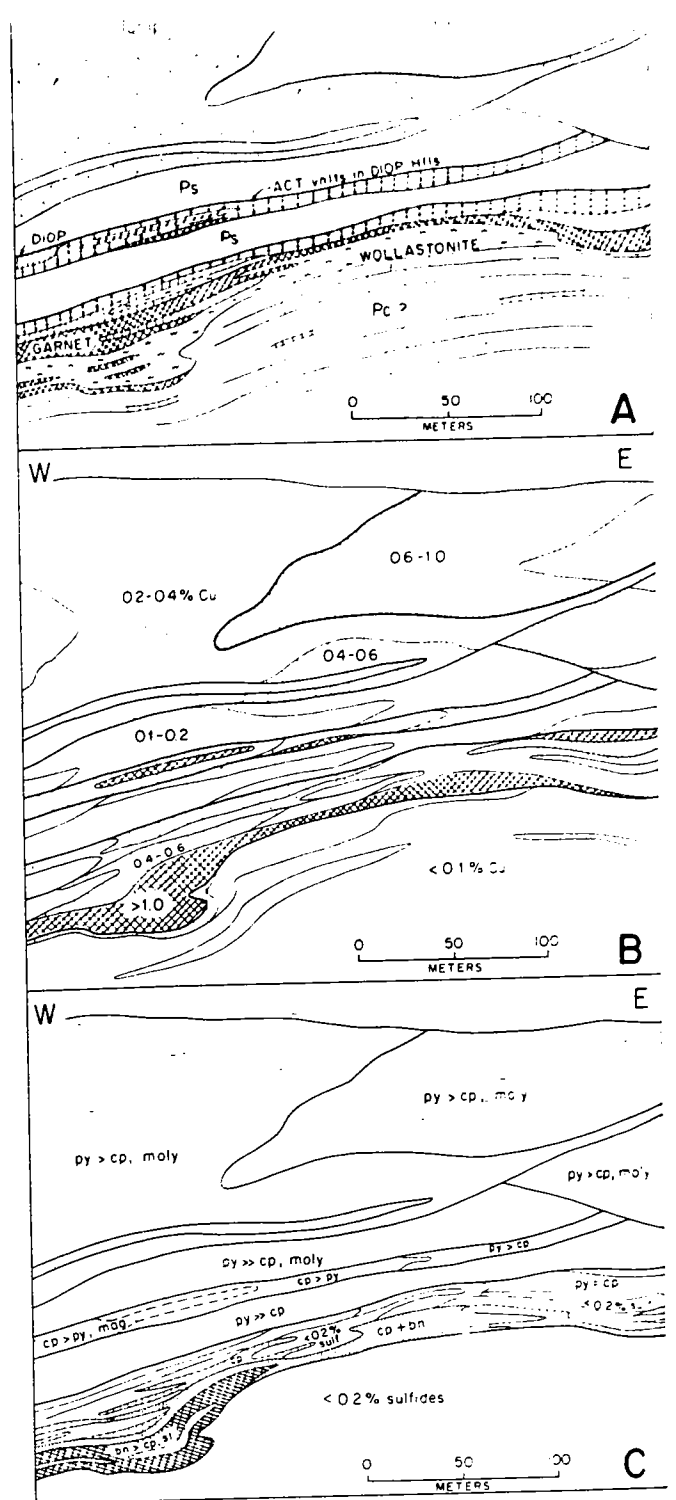 Ps
ACT vnlts in DIOP Hfls
DIOP
Ps
WOLLASTONITE
Pc ?
GARNET
0 50 100
METERS
A
W E
06-10
02-04% Cu
04-06
01-02
04-06
>1.0
<01%
0 50 100
METERS
B
W E
py > cp, moly
py > cp, moly
py > cp, moly
py >> cp, moly
py > cp
cp > py
py = cp
cp > py, mag
py >> cp
<02%
<02%
sulf
cp + bn
cp
<02% sulfides
bn > cp,
0 50 100
METERS
C